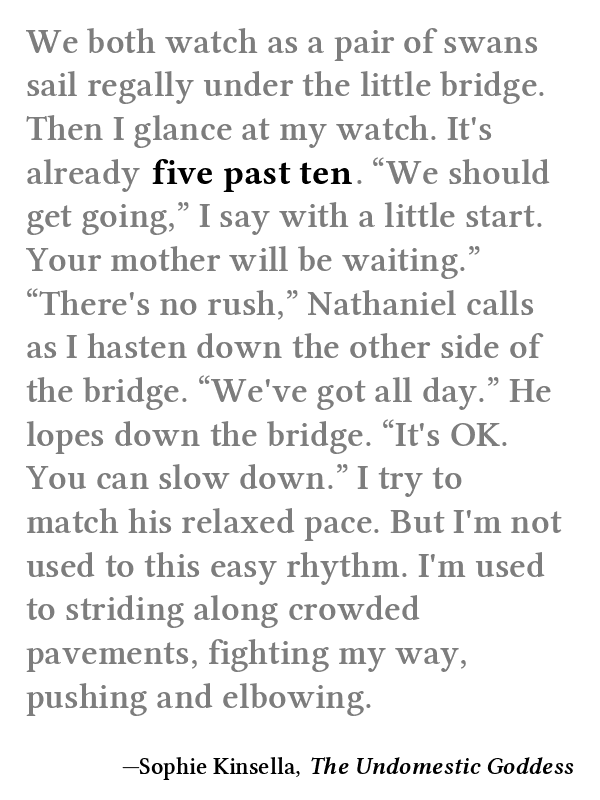 We both watch as a pair of swans
sail regally under the little bridge.
Then I glance at my watch. It's
already five past ten. “We should
get going,” I say with a little start.
Your mother will be waiting.”
“There's no rush,” Nathaniel calls
as I hasten down the other side of
the bridge. “We've got all day.” He
lopes down the bridge. “It's OK.
You can slow down.” I try to
match his relaxed pace. But I'm not
used to this easy rhythm. I'm used
to striding along crowded
pavements, fighting my way,
pushing and elbowing.
—Sophie Kinsella, The Undomestic Goddess